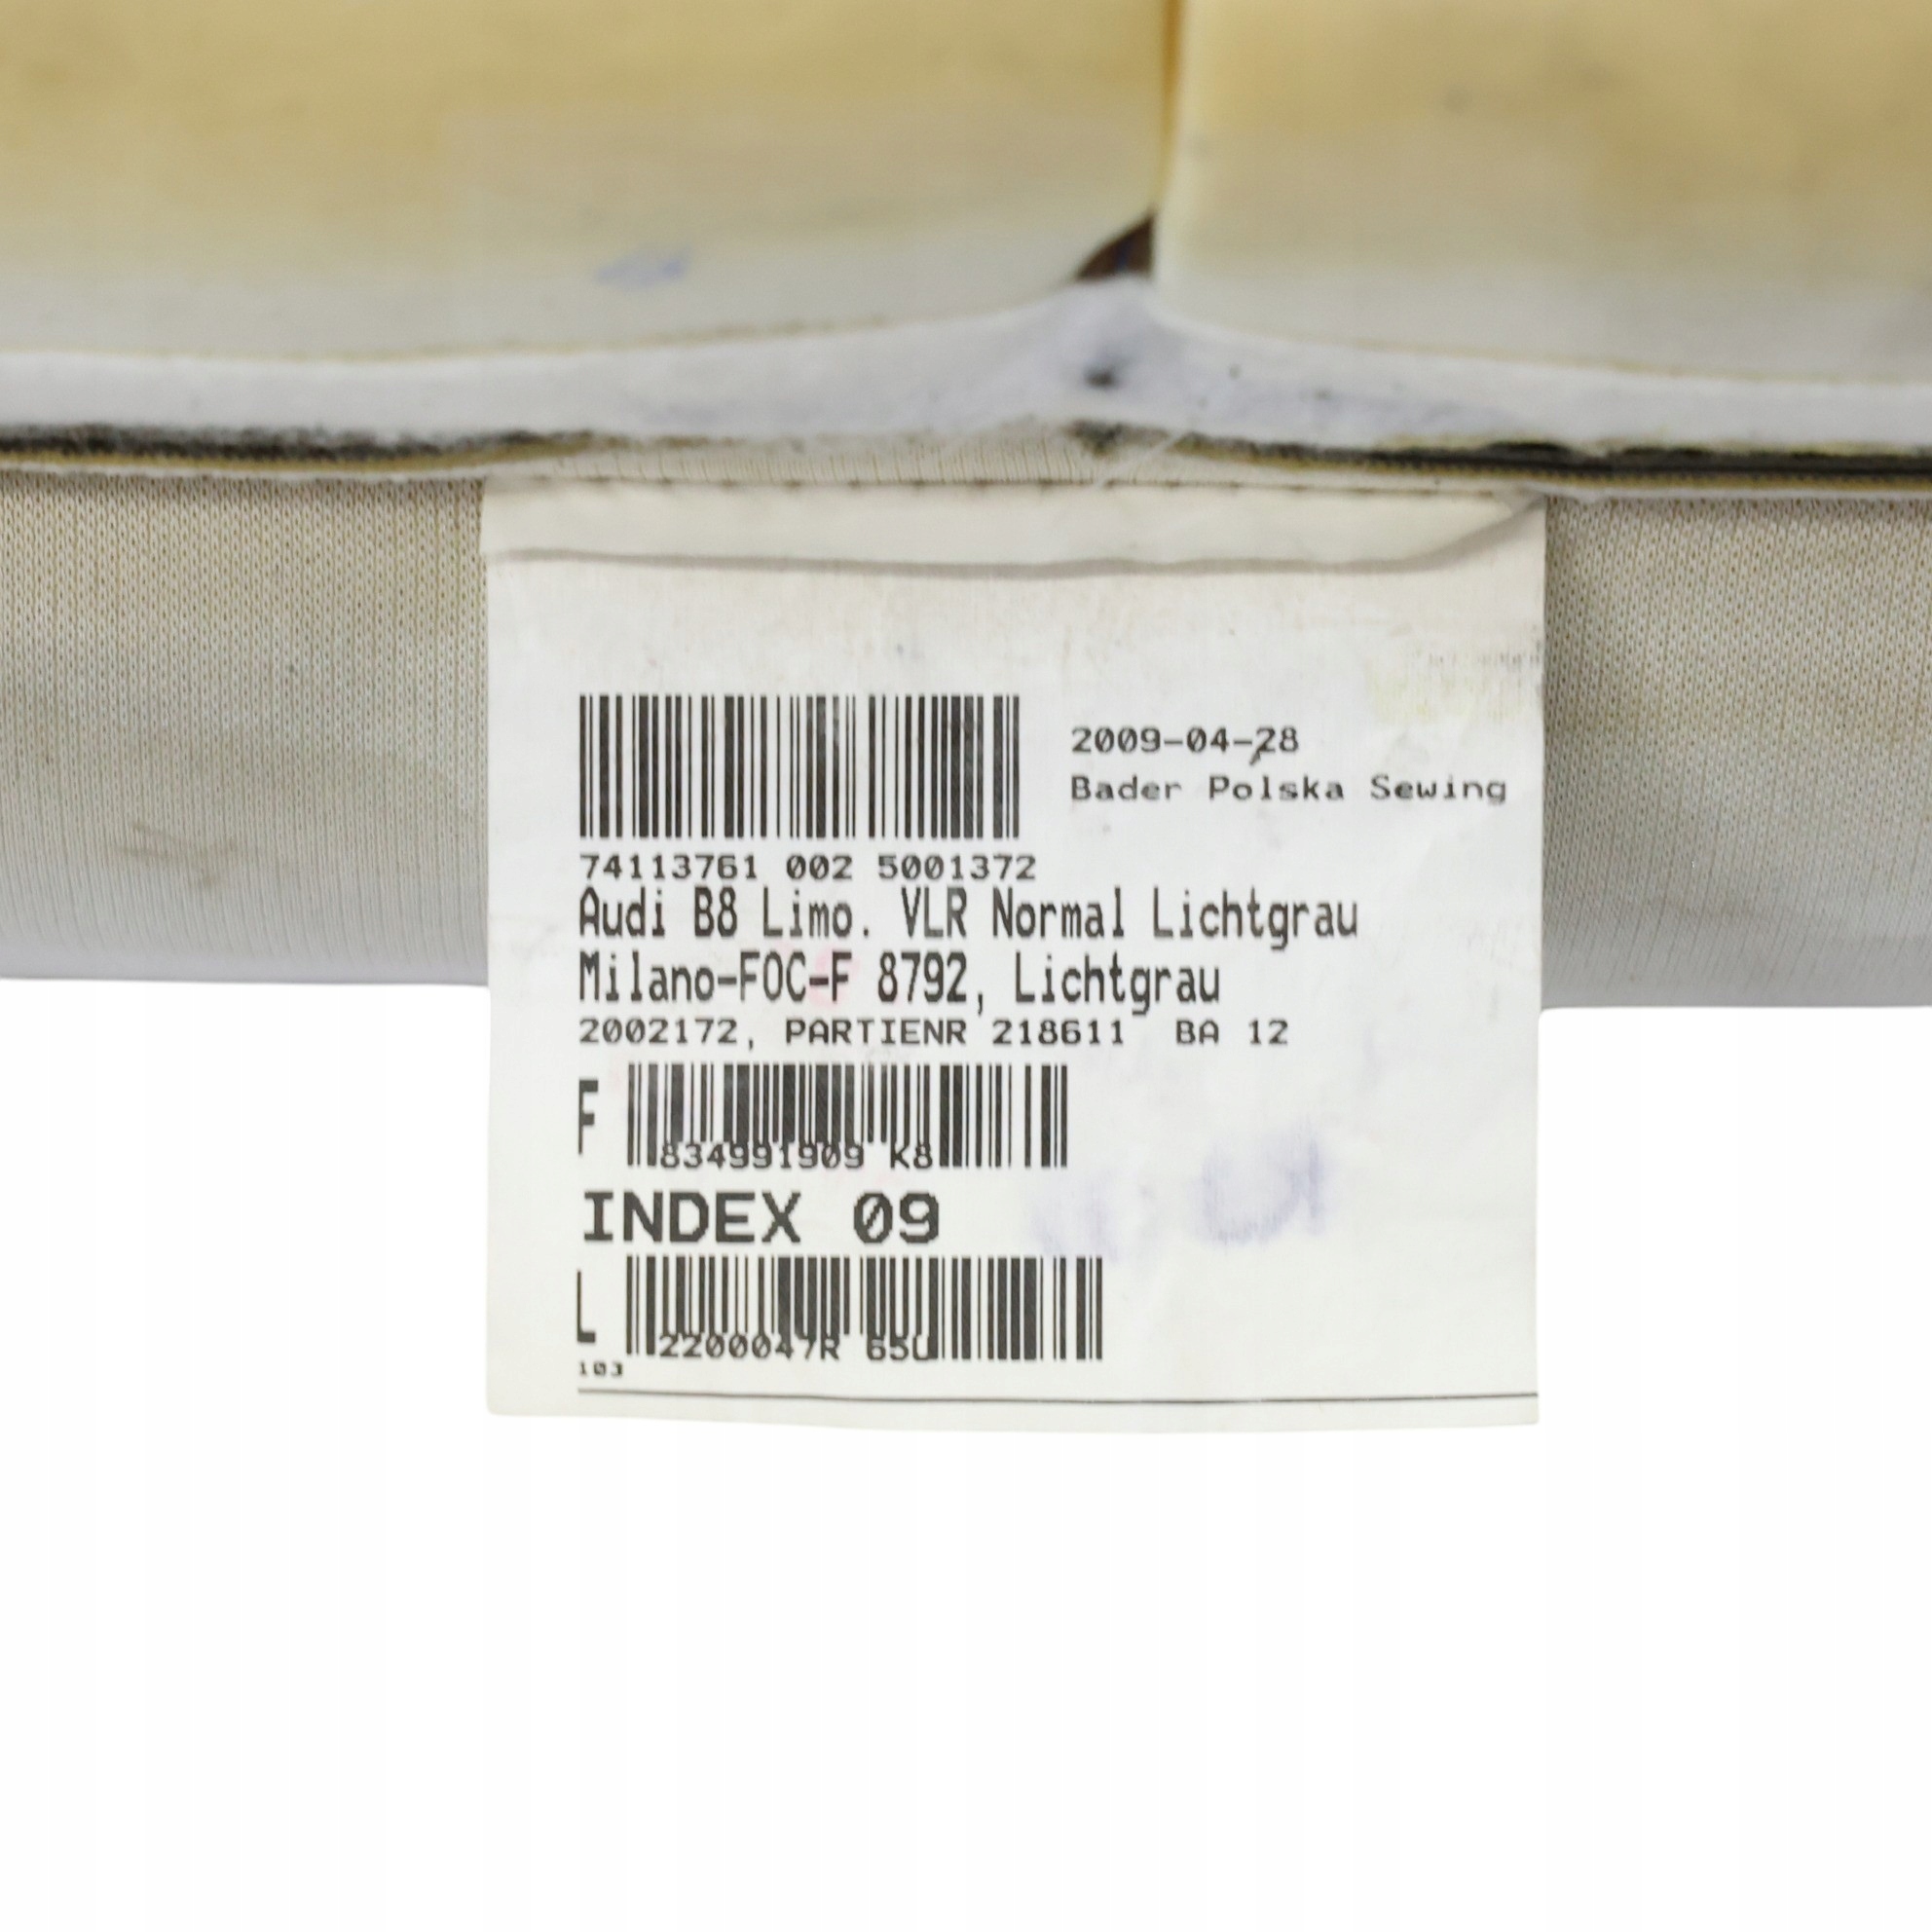 2009-04-28
Bader Polska Sewing
74113761 002 5001372
Audi B8 Limo. VLR Normal Lichtgrau
Milano-FOC-F 8792, Lichtgrau
2002172, PARTIENR 218611 BA 12
F
834991909 K8
INDEX 09
L
2200047R 65U
103